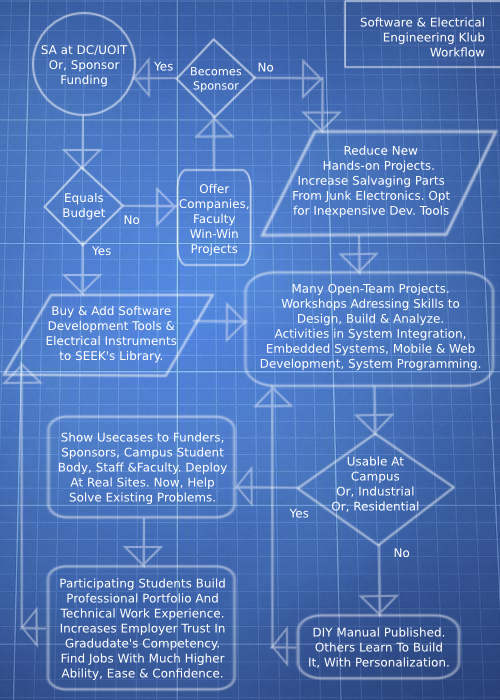 Software & Electrical
Engineering Klub
Workflow
SA at DC/UOIT
Or, Sponsor
Funding
Yes
Becomes
Sponsor
No
Reduce New
Hands-on Projects.
Increase Salvaging Parts
From Junk Electronics. Opt
for Inexpensive Dev. Tools
Equals
Budget
No
Yes
Offer
Companies,
Faculty
Win-Win
Projects
Buy & Add Software
Development Tools &
Electrical Instruments
to SEEK's Library.
Many Open-Team Projects.
Workshops Adressing Skills to
Design, Build & Analyze.
Activities in System Integration,
Embedded Systems, Mobile & Web
Development, System Programming.
Show Usecases to Funders,
Sponsors, Campus Student
Body, Staff &Faculty. Deploy
At Real Sites. Now, Help
Solve Existing Problems.
Usable At
Campus
Or, Industrial
Or, Residential
Yes
No
Participating Students Build
Professional Portfolio And
Technical Work Experience.
Increases Employer Trust In
Gradudate's Competency.
Find Jobs With Much Higher
Ability, Ease & Confidence.
DIY Manual Published.
Others Learn To Build
It, With Personalization.